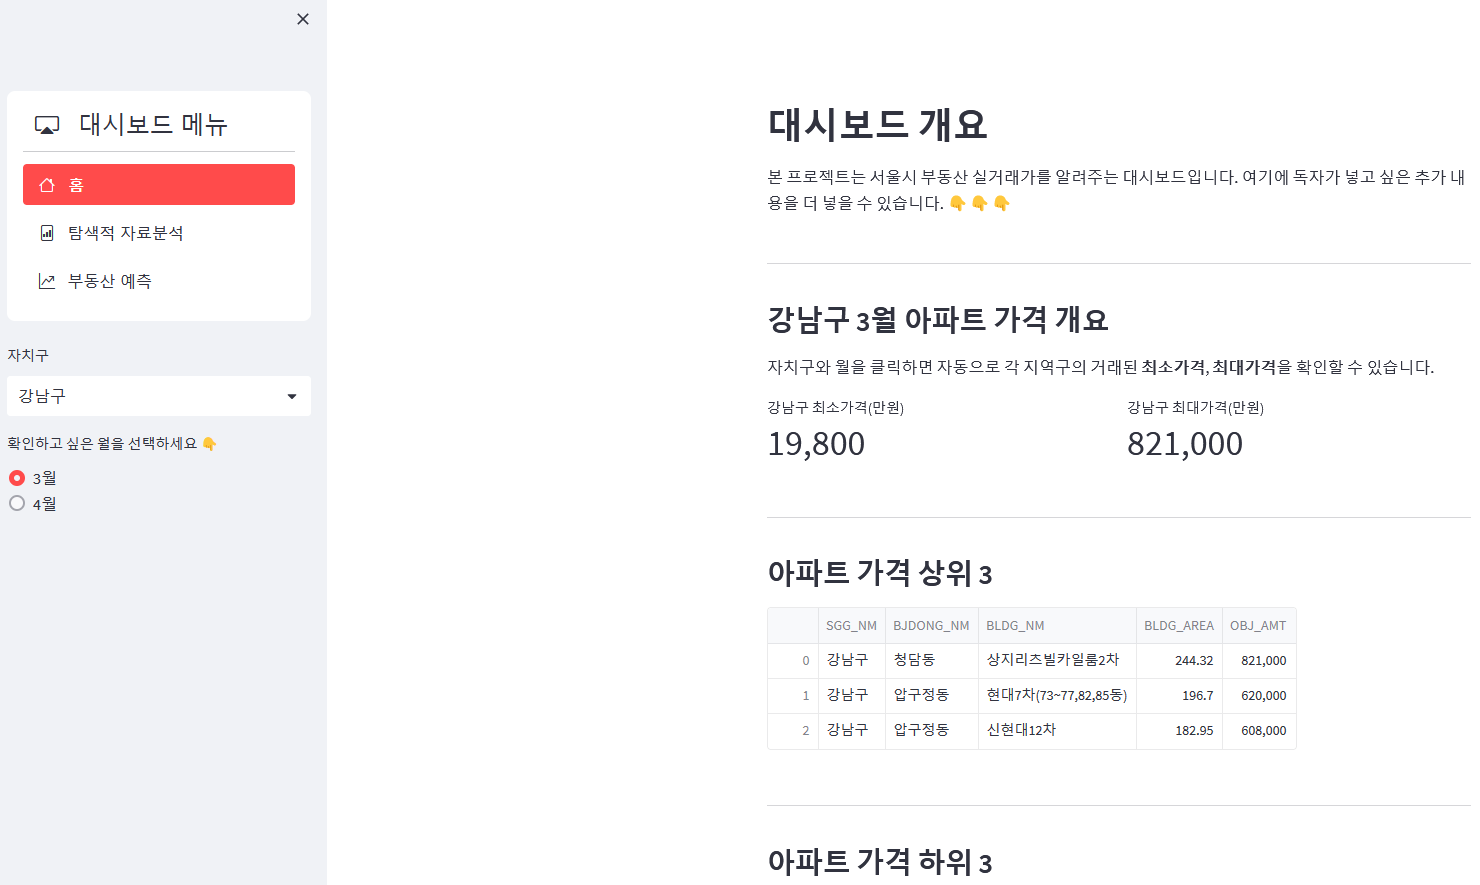 대시보드 메뉴
홈
탐색적 자료분석
부동산 예측
자치구
강남구
확인하고 싶은 월을 선택하세요 👇
3월
4월
대시보드 개요
본 프로젝트는 서울시 부동산 실거래가를 알려주는 대시보드입니다. 여기에 독자가 넣고 싶은 추가 내
용을 더 넣을 수 있습니다. 👇👇👇
강남구 3월 아파트 가격 개요
자치구와 월을 클릭하면 자동으로 각 지역구의 거래된 최소가격, 최대가격을 확인할 수 있습니다.
강남구 최소가격(만원) 강남구 최대가격(만원)
19,800 821,000
아파트 가격 상위 3
SGG_NM BJDONG_NM BLDG_NM BLDG_AREA OBJ_AMT
0 강남구 청담동 상지리츠빌카일룸2차 244.32 821,000
1 강남구 압구정동 현대7차(73~77,82,85동) 196.7 620,000
2 강남구 압구정동 신현대12차 182.95 608,000
아파트 가격 하위 3